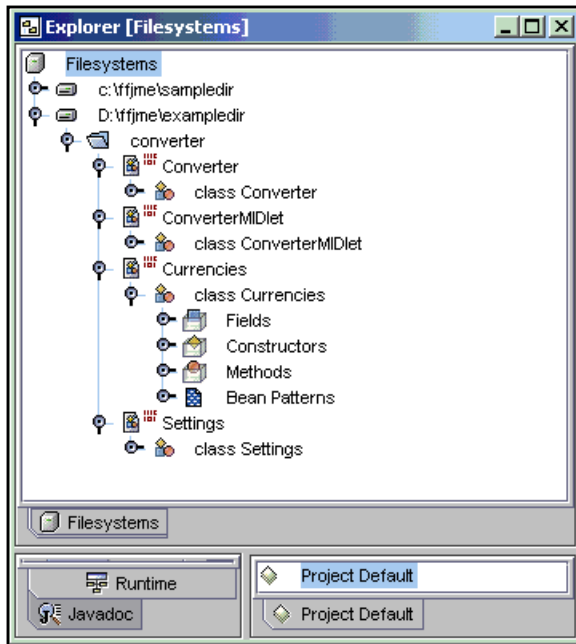 Explorer [Filesystems]
Filesystems
c:\ffjme\sampledir
D:\ffjme\exampledir
converter
Converter
class Converter
ConverterMIDlet
class ConverterMIDlet
Currencies
class Currencies
Fields
Constructors
Methods
Bean Patterns
Settings
class Settings
Filesystems
Runtime
Javadoc
Project Default
Project Default